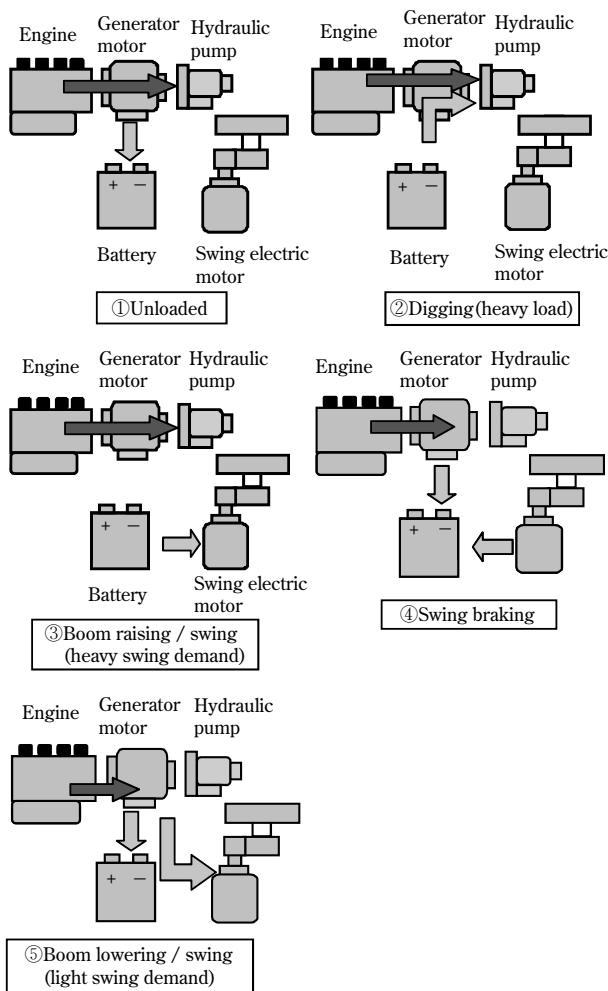 Engine
Generator
motor
Hydraulic
pump
+ −
Battery
Swing electric
motor
①Unloaded
Engine
Generator
motor
Hydraulic
pump
+ −
Battery
Swing electric
motor
②Digging(heavy load)
Engine
Generator
motor
Hydraulic
pump
+ −
Battery
Swing electric
motor
③Boom raising / swing
(heavy swing demand)
Engine
Generator
motor
Hydraulic
pump
+ −
④Swing braking
Engine
Generator
motor
Hydraulic
pump
+ −
⑤Boom lowering / swing
(light swing demand)